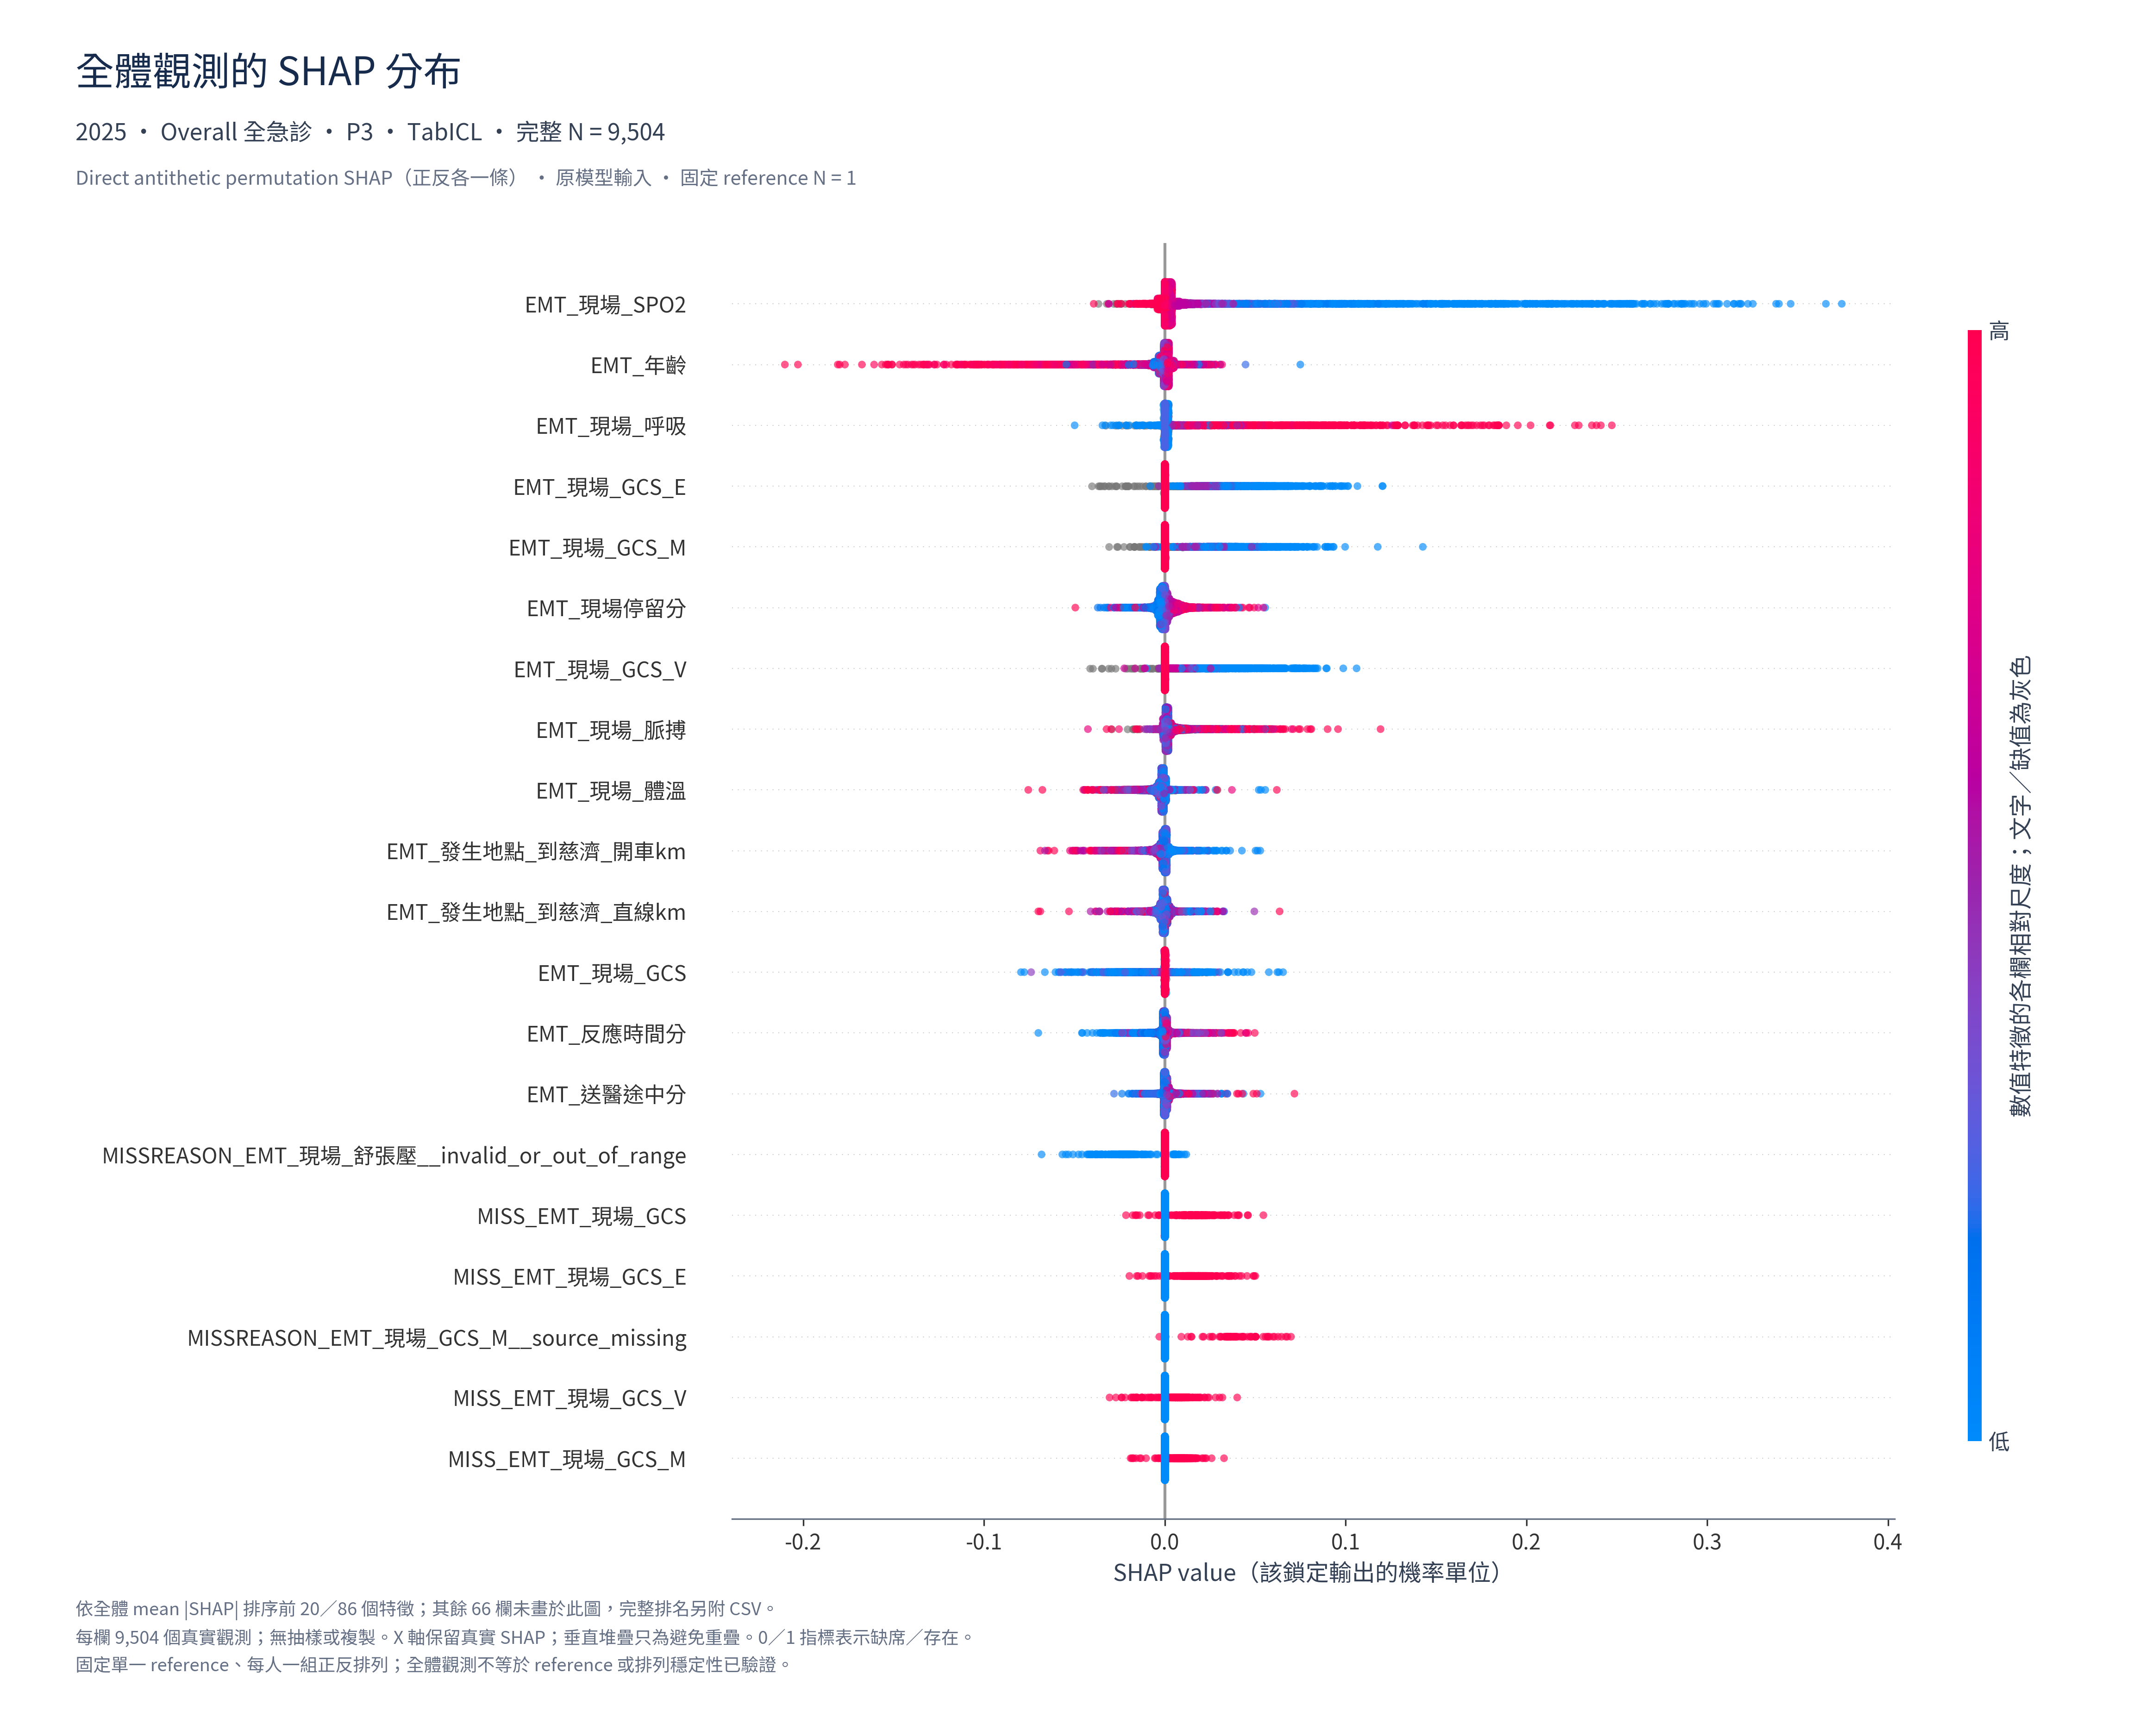 全體觀測的 SHAP 分布
2025 • Overall 全急診 • P3 • TabICL • 完整 N = 9,504
Direct antithetic permutation SHAP（正反各一條） • 原模型輸入 • 固定 reference N = 1
EMT_現場_SPO2
EMT_年齡
EMT_現場_呼吸
EMT_現場_GCS_E
EMT_現場_GCS_M
EMT_現場停留分
EMT_現場_GCS_V
EMT_現場_脈搏
EMT_現場_體溫
EMT_發生地點_到慈濟_開車km
EMT_發生地點_到慈濟_直線km
EMT_現場_GCS
EMT_反應時間分
EMT_送醫途中分
MISSREASON_EMT_現場_舒張壓__invalid_or_out_of_range
MISS_EMT_現場_GCS
MISS_EMT_現場_GCS_E
MISSREASON_EMT_現場_GCS_M__source_missing
MISS_EMT_現場_GCS_V
MISS_EMT_現場_GCS_M
-0.2 -0.1 0.0 0.1 0.2 0.3 0.4
SHAP value（該鎖定輸出的機率單位）
高
數值特徵的各欄相對尺度；文字／缺值為灰色
低
依全體 mean |SHAP| 排序前 20／86 個特徵；其餘 66 欄未畫於此圖，完整排名另附 CSV。
每欄 9,504 個真實觀測；無抽樣或複製。X 軸保留真實 SHAP；垂直堆疊只為避免重疊。0／1 指標表示缺席／存在。
固定單一 reference、每人一組正反排列；全體觀測不等於 reference 或排列穩定性已驗證。